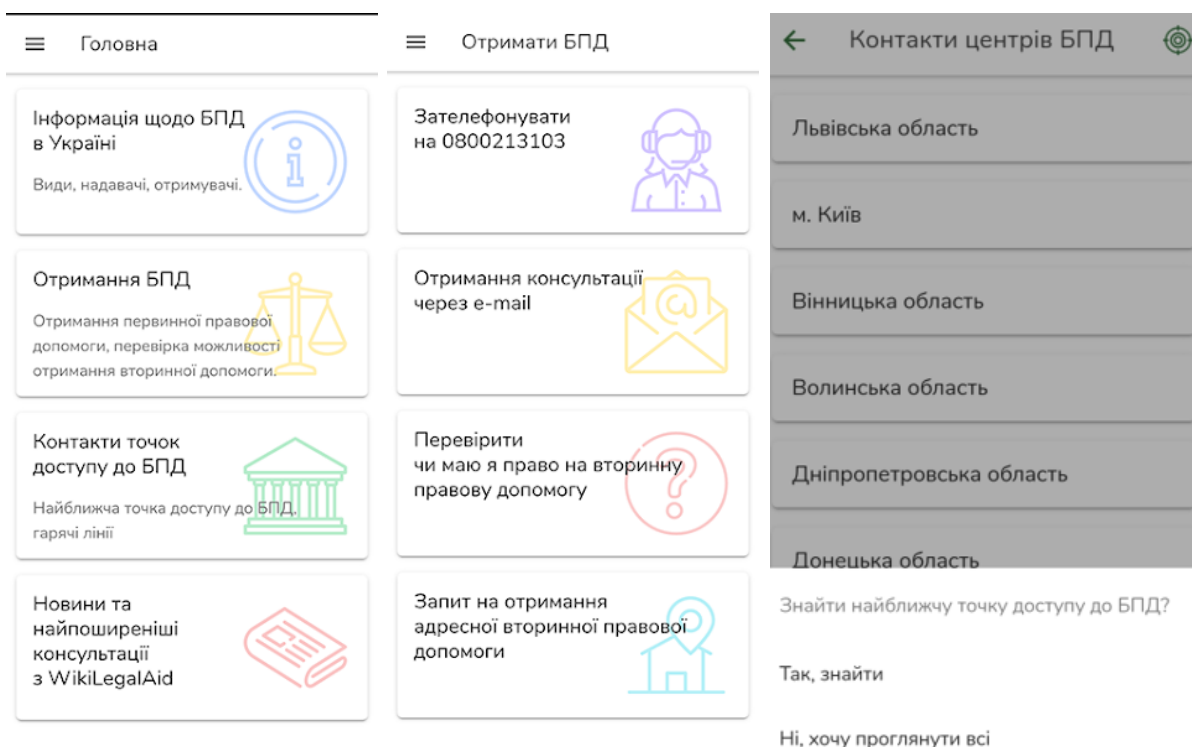 Головна
Інформація щодо БПД
в Україні
Види, надавачі, отримувачі.
Отримання БПД
Отримання первинної правової
допомоги, перевірка можливості
отримання вторинної допомоги.
Контакти точок
доступу до БПД
Найближча точка доступу до БПД,
гарячі лінії
Новини та
найпоширеніші
консультації
з WikiLegalAid
Отримати БПД
Зателефонувати
на 0800213103
Отримання консультації
через e-mail
Перевірити
чи маю я право на вторинну
правову допомогу
Запит на отримання
адресної вторинної правової
допомоги
Контакти центрів БПД
Львівська область
м. Київ
Вінницька область
Волинська область
Дніпропетровська область
Донецька область
Знайти найближчу точку доступу до БПД?
Так, знайти
Ні, хочу проглянути всі